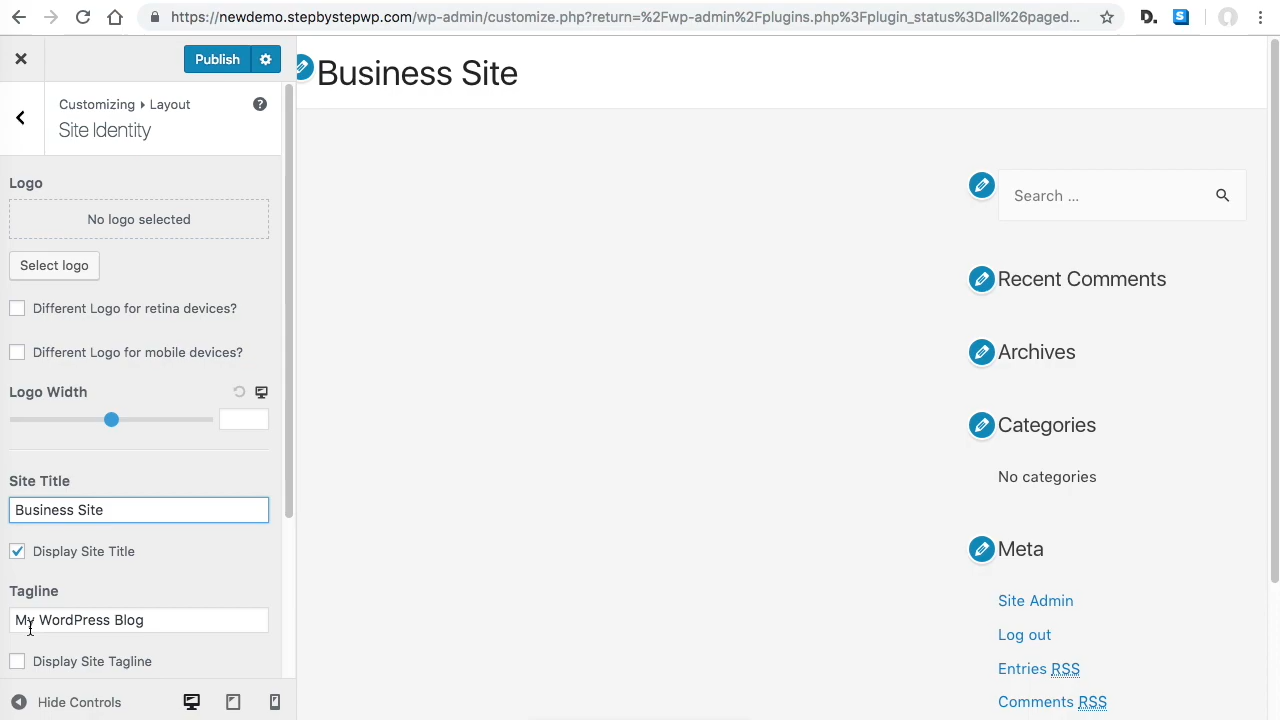 https://newdemo.stepbystepwp.com/wp-admin/customize.php?return=%2Fwp-admin%2Fplugins.php%3Fplugin_status%3Dall%26paged...
D.
S
Publish
Customizing ▸ Layout
?
Site Identity
Logo
No logo selected
Select logo
Different Logo for retina devices?
Different Logo for mobile devices?
Logo Width
Site Title
Business Site
Display Site Title
Tagline
My WordPress Blog
Display Site Tagline
Hide Controls
Business Site
Search ...
Recent Comments
Archives
Categories
No categories
Meta
Site Admin
Log out
Entries RSS
Comments RSS